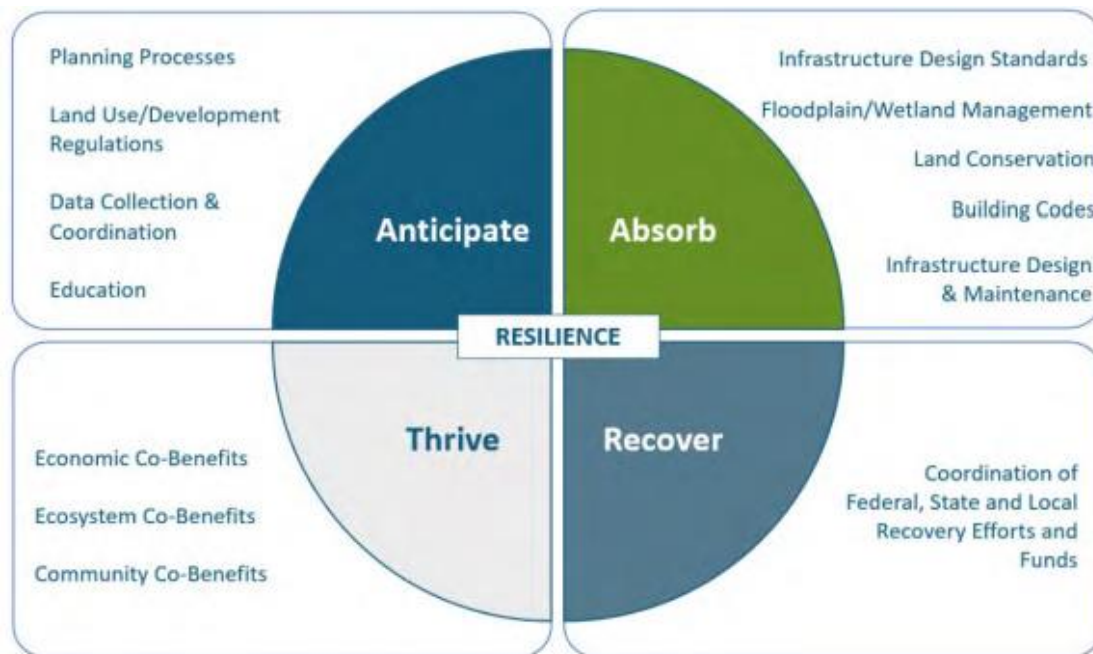 Planning Processes
Land Use/Development
Regulations
Data Collection &
Coordination
Education
Anticipate
Absorb
Infrastructure Design Standards
Floodplain/Wetland Management
Land Conservation
Building Codes
Infrastructure Design
& Maintenance
RESILIENCE
Economic Co-Benefits
Ecosystem Co-Benefits
Community Co-Benefits
Thrive
Recover
Coordination of
Federal, State and Local
Recovery Efforts and
Funds